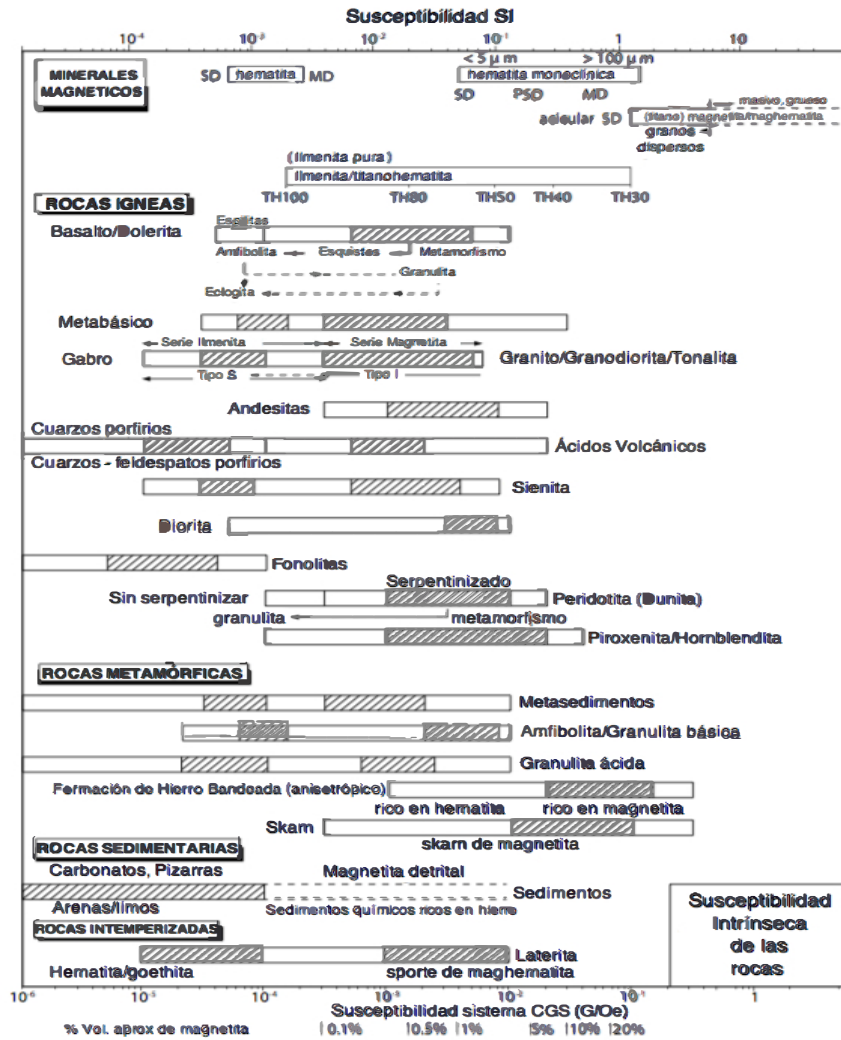 Susceptibilidad SI
10⁻⁴ 10⁻³ 10⁻² 10⁻¹ 1 10
MINERALES
MAGNETICOS
SD hematita MD
< 5 μm > 100 μm
hematita monoclínica
SD PSD MD
masivo, grueso
acicular SD (titano) magnetita/maghemita
granos
dispersos
(Ilmenita pura)
ilmenita/titanohematita
TH100 TH80 TH50 TH40 TH30
ROCAS IGNEAS
Espilitas
Basalto/Dolerita
Amfibolita Esquistos Metamorfismo
Granulita
Eclogita
Metabásico
Serie Ilmenita Serie Magnetita
Gabro Granito/Granodiorita/Tonalita
Tipo S Tipo I
Andesitas
Cuarzos porfirios
Ácidos Volcánicos
Cuarzos - feldespatos porfirios
Sienita
Diorita
Fonolitas
Serpentinizado
Sin serpentinizar Peridotita (Dunita)
granulita metamorfismo
Piroxenita/Hornblendita
ROCAS METAMÓRFICAS
Metasedimentos
Amfibolita/Granulita básica
Granulita ácida
Formación de Hierro Bandeada (anisetrópico)
rico en hematita rico en magnetita
Skarn
skarn de magnetita
ROCAS SEDIMENTARIAS
Carbonatos, Pizarras Magnetita detrital
Sedimentos
Arenas/limos Sedimentos químicos ricos en hierro
ROCAS INTEMPERIZADAS
Laterita
Hematita/goethita sporte de maghematita
Susceptibilidad
Intrínseca
de las
rocas
10⁻⁶ 10⁻⁵ 10⁻⁴ 10⁻³ 10⁻² 10⁻¹ 1
Susceptibilidad sistema CGS (G/Oe)
% Vol. aprox de magnetita | 0.1% |0.5% | 1% |5% |10% |20%